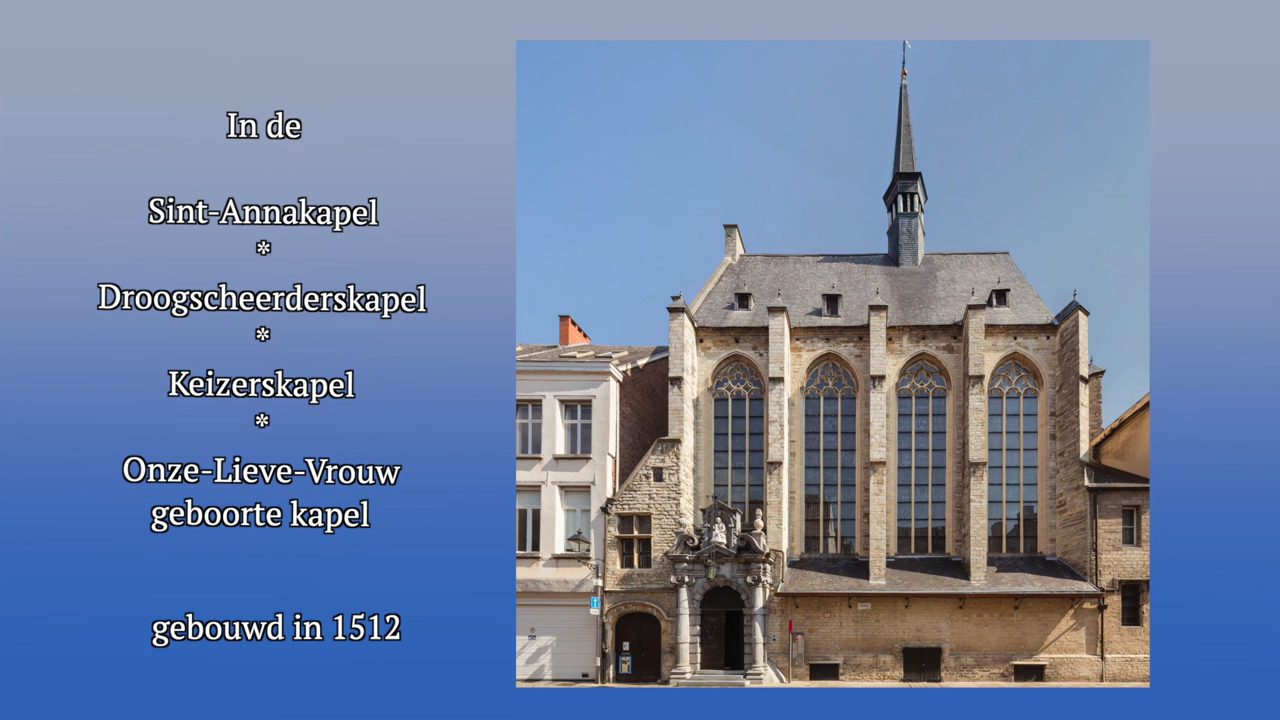 In de
Sint-Annakapel
*
Droogscheerderskapel
*
Keizerskapel
*
Onze-Lieve-Vrouw
geboorte kapel
gebouwd in 1512